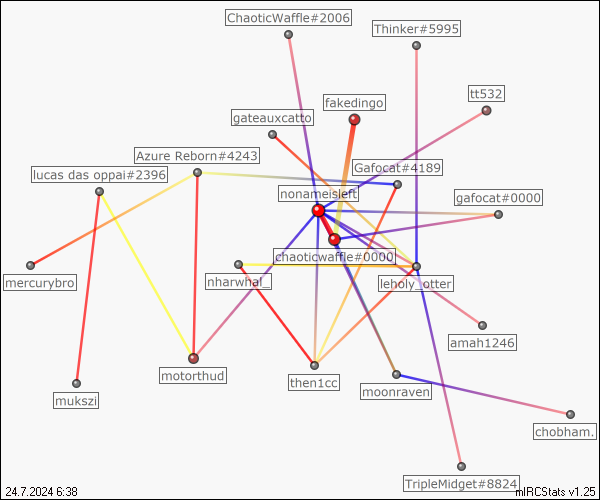 ChaoticWaffle#2006
Thinker#5995
tt532
fakedingo
gateauxcatto
Azure Reborn#4243
Gafocat#4189
lucas das oppai#2396
nonameisleft
gafocat#0000
chaoticwaffle#0000_
mercurybro
nharwhal_
leholy_otter
amah1246
motorthud
then1cc
moonraven
mukszi
chobham.
TripleMidget#8824
24.7.2024 6:38
mIRCStats v1.25